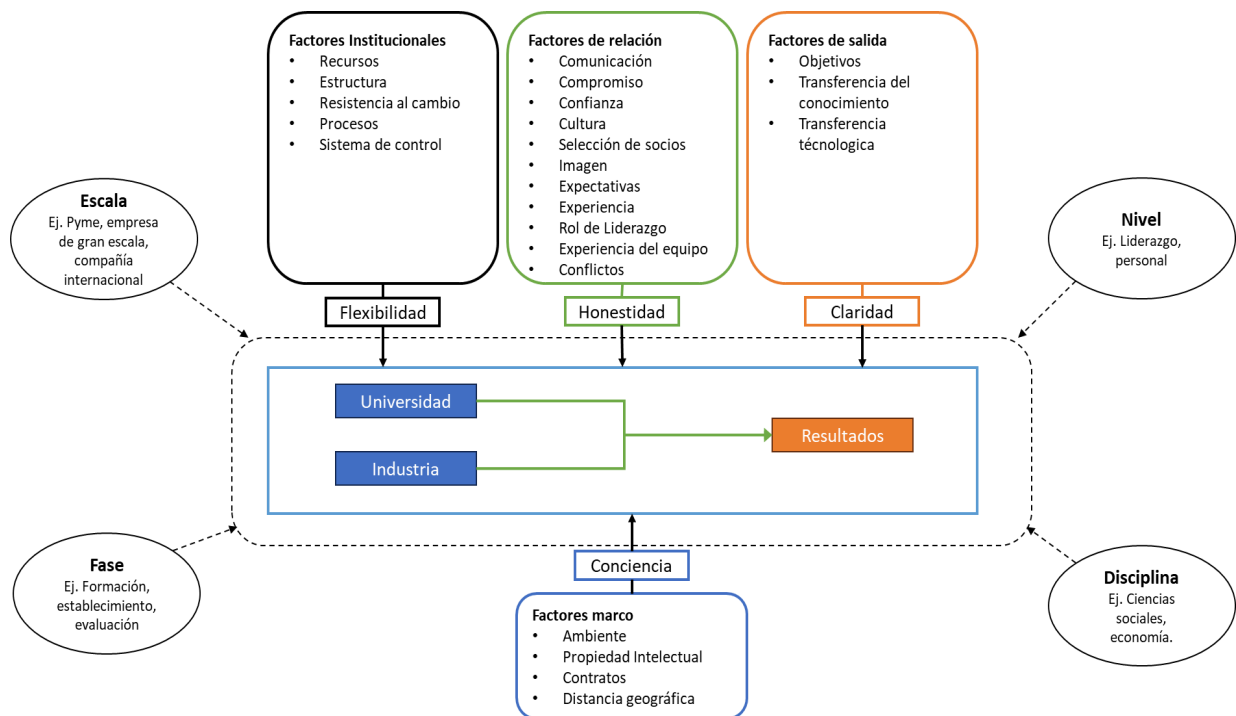 Factores Institucionales
• Recursos
• Estructura
• Resistencia al cambio
• Procesos
• Sistema de control
Factores de relación
• Comunicación
• Compromiso
• Confianza
• Cultura
• Selección de socios
• Imagen
• Expectativas
• Experiencia
• Rol de Liderazgo
• Experiencia del equipo
• Conflictos
Factores de salida
• Objetivos
• Transferencia del
conocimiento
• Transferencia
técnologica
Escala
Ej. Pyme, empresa
de gran escala,
compañía
internacional
Nivel
Ej. Liderazgo,
personal
Flexibilidad
Honestidad
Claridad
Universidad
Industria
Resultados
Fase
Ej. Formación,
establecimiento,
evaluación
Disciplina
Ej. Ciencias
sociales,
economía.
Conciencia
Factores marco
• Ambiente
• Propiedad Intelectual
• Contratos
• Distancia geográfica